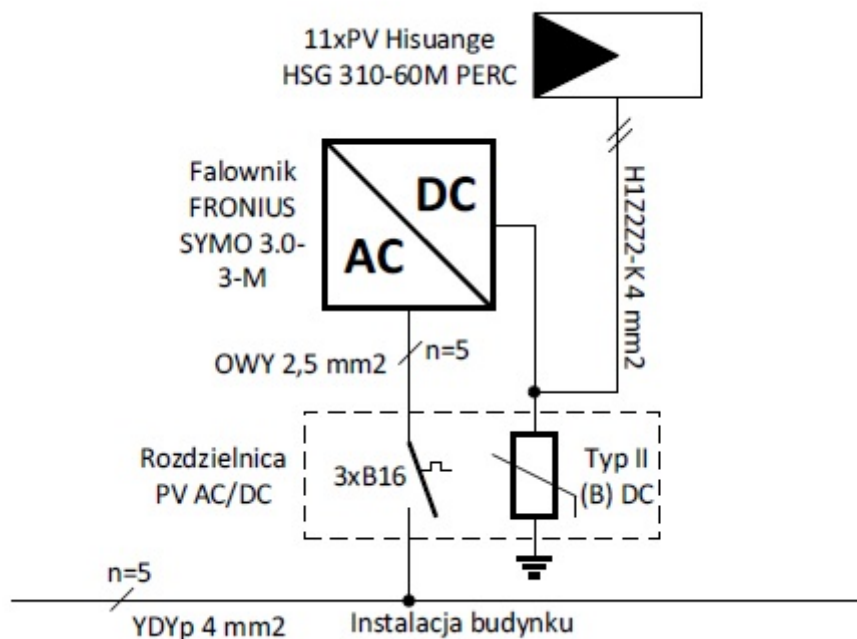 11xPV Hisuange
HSG 310-60M PERC
Falownik
FRONIUS
SYMO 3.0-
3-M
DC
AC
H1Z2Z2-K 4 mm2
OWY 2,5 mm2
n=5
Rozdzielnica
PV AC/DC
3xB16
Typ II
(B) DC
n=5
YDYp 4 mm2
Instalacja budynku